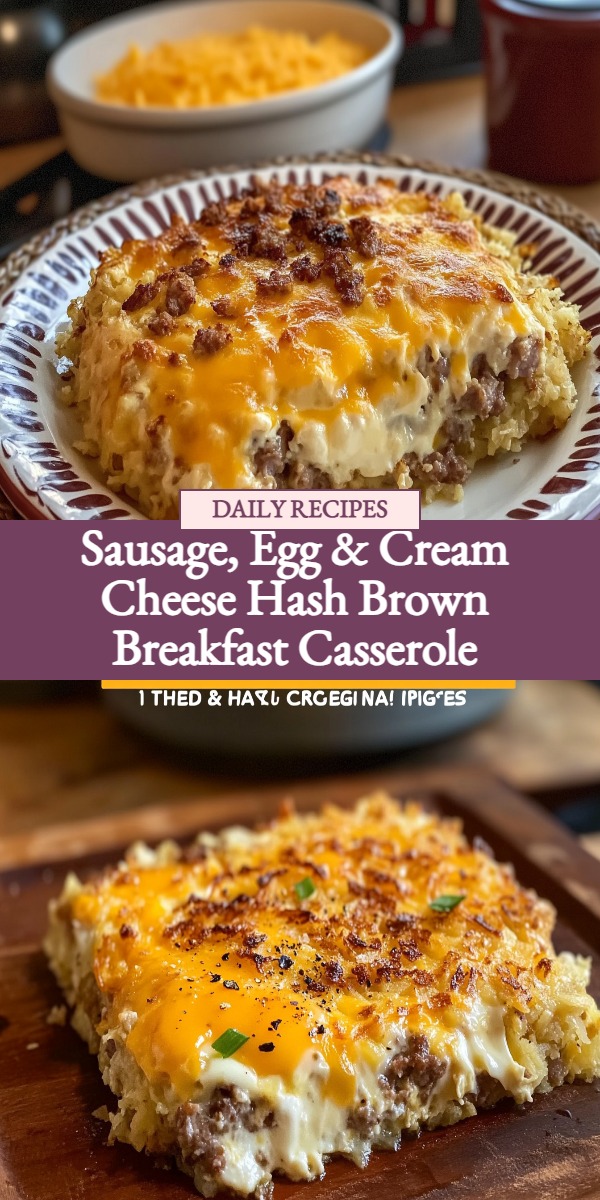 DAILY RECIPES
Sausage, Egg & Cream
Cheese Hash Brown
Breakfast Casserole